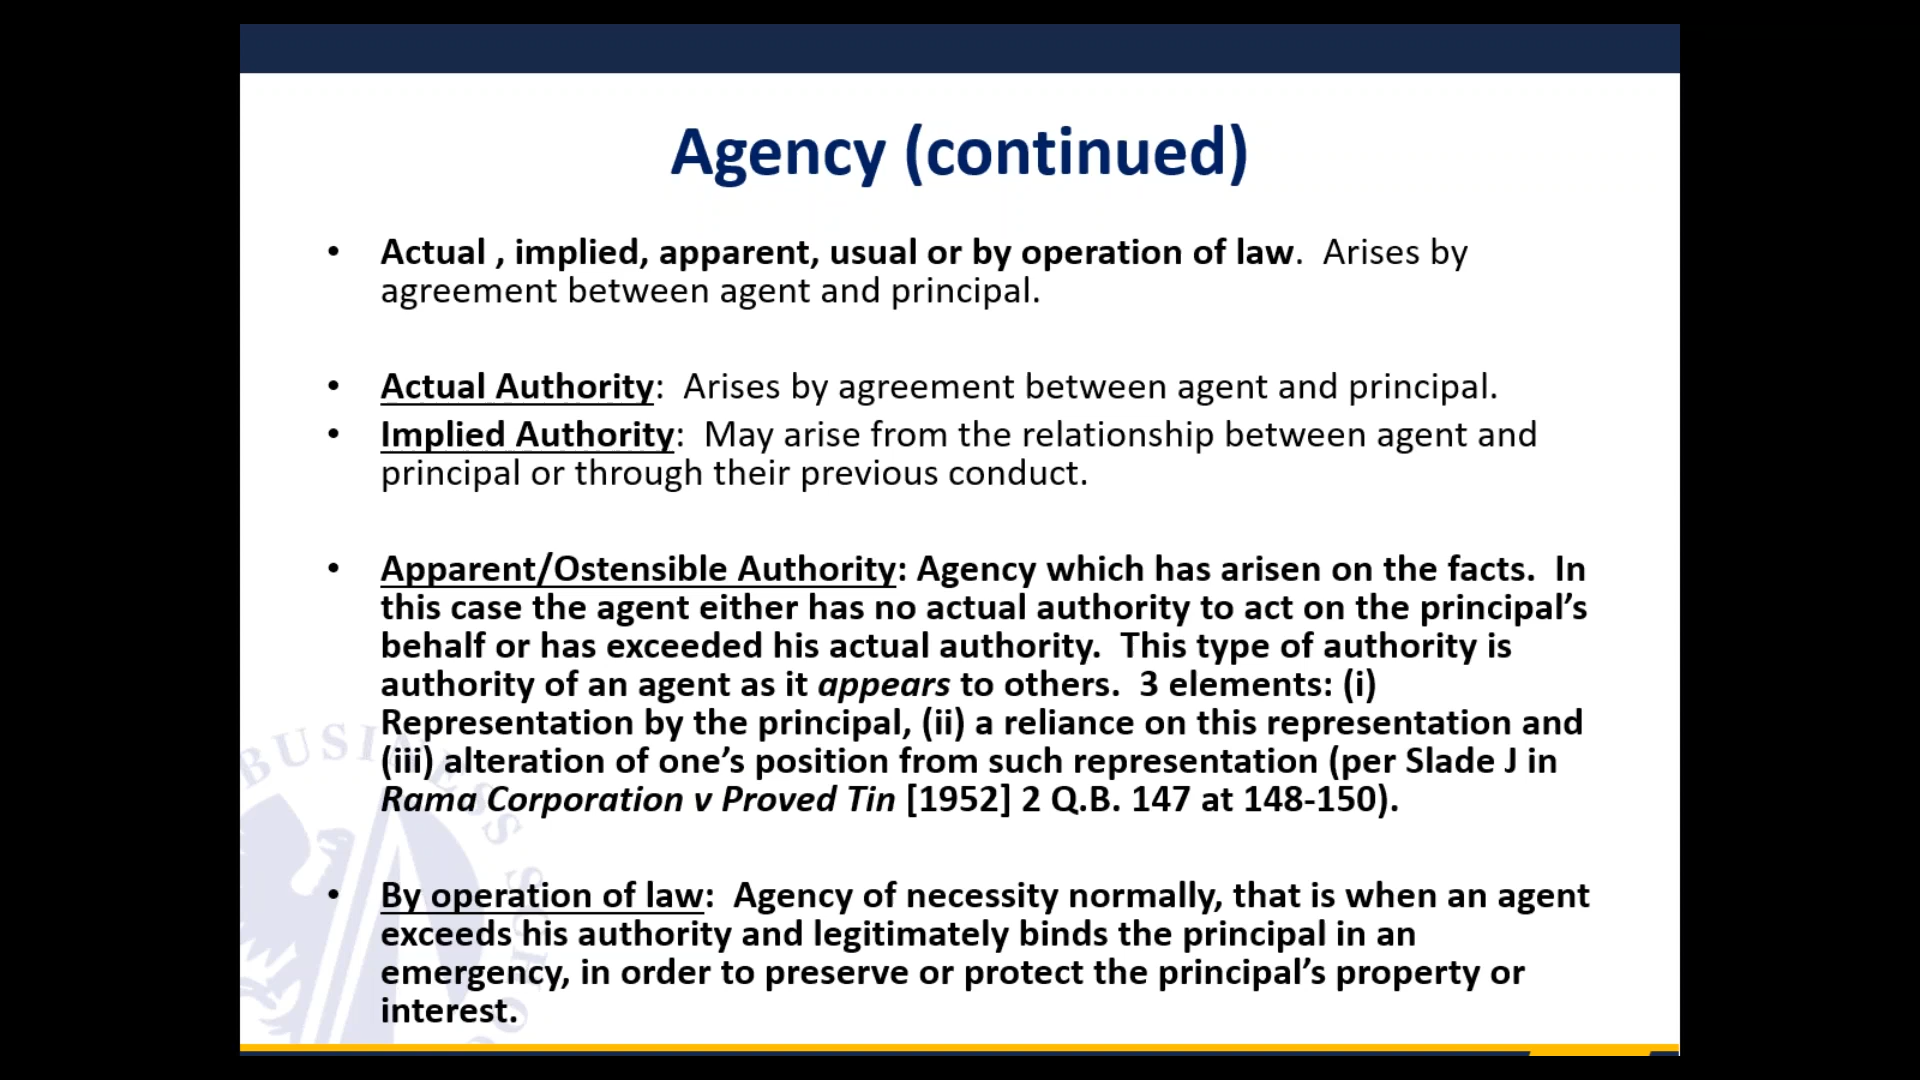 Agency (continued)
• Actual , implied, apparent, usual or by operation of law.  Arises by
agreement between agent and principal.
• Actual Authority:  Arises by agreement between agent and principal.
• Implied Authority:  May arise from the relationship between agent and
principal or through their previous conduct.
• Apparent/Ostensible Authority: Agency which has arisen on the facts.  In
this case the agent either has no actual authority to act on the principal’s
behalf or has exceeded his actual authority.  This type of authority is
authority of an agent as it appears to others.  3 elements: (i)
Representation by the principal, (ii) a reliance on this representation and
(iii) alteration of one’s position from such representation (per Slade J in
Rama Corporation v Proved Tin [1952] 2 Q.B. 147 at 148-150).
• By operation of law:  Agency of necessity normally, that is when an agent
exceeds his authority and legitimately binds the principal in an
emergency, in order to preserve or protect the principal’s property or
interest.